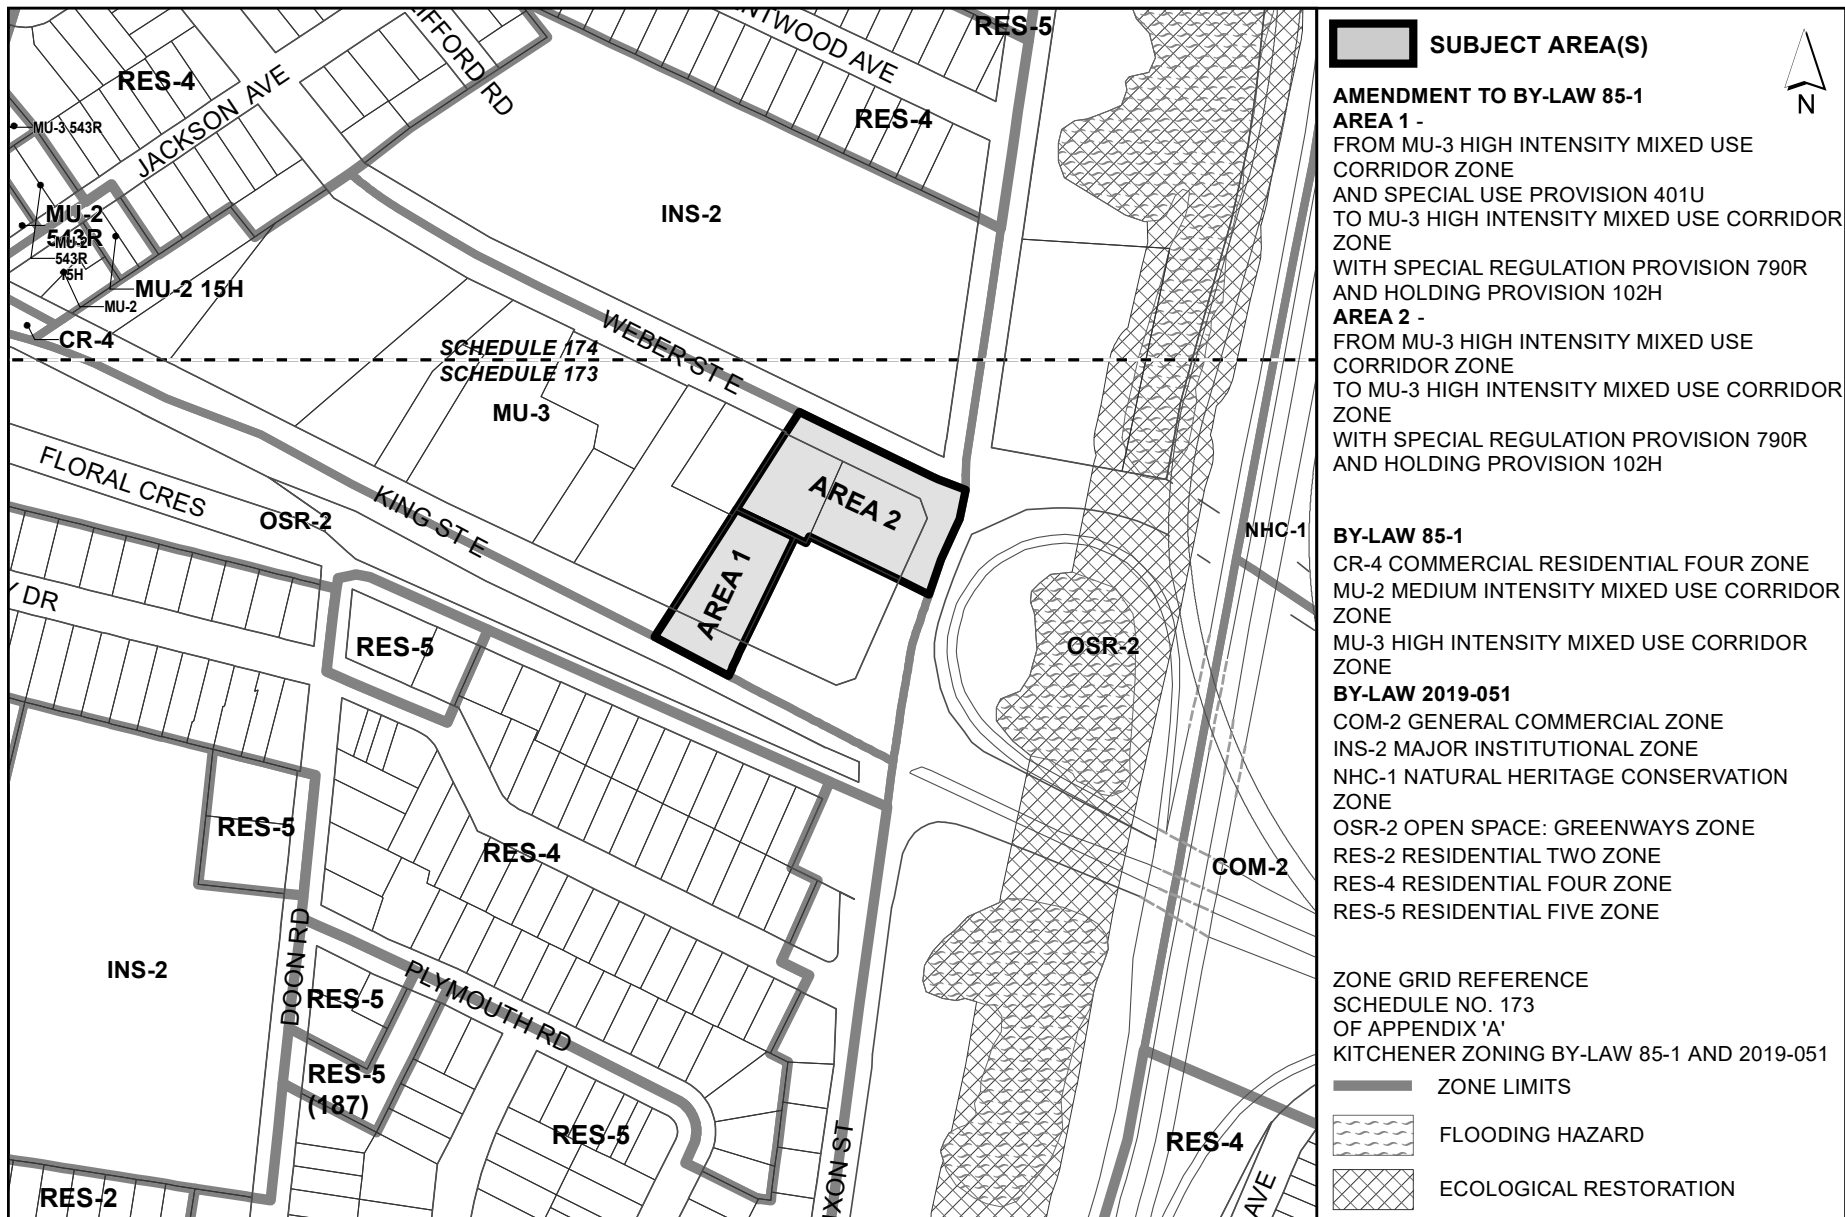 RES-5
NTWOOD AVE
LIFFORD RD
RES-4
JACKSON AVE
RES-4
MU-3 543R
INS-2
MU-2
543R
MU-2
543R
15H
MU-2 15H
MU-2
CR-4
SCHEDULE 174
SCHEDULE 173
WEBER ST E
MU-3
FLORAL CRES
KING ST E
OSR-2
AREA 2
AREA 1
NHC-1
Y DR
RES-5
OSR-2
RES-5
RES-4
COM-2
DOON RD
INS-2
RES-5
PLYMOUTH RD
RES-5
(187)
RES-5
IXON ST
RES-4
RES-2
AVE
SUBJECT AREA(S)
N
AMENDMENT TO BY-LAW 85-1
AREA 1 -
FROM MU-3 HIGH INTENSITY MIXED USE
CORRIDOR ZONE
AND SPECIAL USE PROVISION 401U
TO MU-3 HIGH INTENSITY MIXED USE CORRIDOR
ZONE
WITH SPECIAL REGULATION PROVISION 790R
AND HOLDING PROVISION 102H
AREA 2 -
FROM MU-3 HIGH INTENSITY MIXED USE
CORRIDOR ZONE
TO MU-3 HIGH INTENSITY MIXED USE CORRIDOR
ZONE
WITH SPECIAL REGULATION PROVISION 790R
AND HOLDING PROVISION 102H
BY-LAW 85-1
CR-4 COMMERCIAL RESIDENTIAL FOUR ZONE
MU-2 MEDIUM INTENSITY MIXED USE CORRIDOR
ZONE
MU-3 HIGH INTENSITY MIXED USE CORRIDOR
ZONE
BY-LAW 2019-051
COM-2 GENERAL COMMERCIAL ZONE
INS-2 MAJOR INSTITUTIONAL ZONE
NHC-1 NATURAL HERITAGE CONSERVATION
ZONE
OSR-2 OPEN SPACE: GREENWAYS ZONE
RES-2 RESIDENTIAL TWO ZONE
RES-4 RESIDENTIAL FOUR ZONE
RES-5 RESIDENTIAL FIVE ZONE
ZONE GRID REFERENCE
SCHEDULE NO. 173
OF APPENDIX 'A'
KITCHENER ZONING BY-LAW 85-1 AND 2019-051
ZONE LIMITS
FLOODING HAZARD
ECOLOGICAL RESTORATION